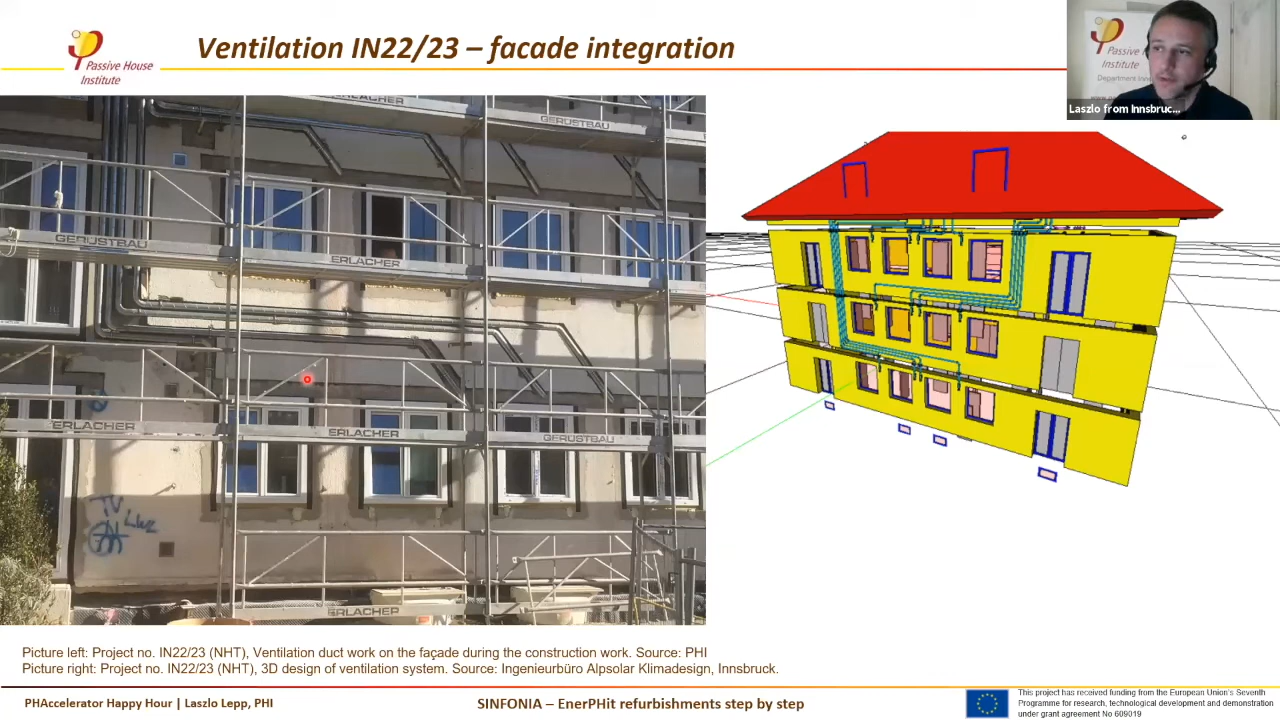 Passive House
Institute
Ventilation IN22/23 – facade integration
Passive House
Institute
Laszlo from Innsbruc...
ERLACHER
GERÜSTBAU
GERÜSTBAU
ERLACHER
ERLACHER
ERLACHER
GERÜSTBAU
TV
LWL
ERLACHER
Picture left: Project no. IN22/23 (NHT), Ventilation duct work on the façade during the construction work. Source: PHI
Picture right: Project no. IN22/23 (NHT), 3D design of ventilation system. Source: Ingenieurbüro Alpsolar Klimadesign, Innsbruck.
PHAccelerator Happy Hour | Laszlo Lepp, PHI
SINFONIA – EnerPHit refurbishments step by step
This project has received funding from the European Union's Seventh
Programme for research, technological development and demonstration
under grant agreement No 609019